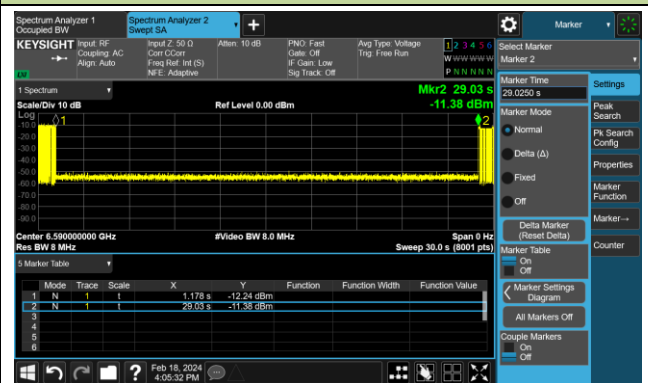 Spectrum Analyzer 1
Occupied BW
Spectrum Analyzer 2
Swept SA
Marker
KEYSIGHT
Input: RF
Coupling: AC
Align: Auto
Input Z: 50 Ω
Corr CCorr
Freq Ref: Int (S)
NFE: Adaptive
Atten: 10 dB
PNO: Fast
Gate: Off
IF Gain: Low
Sig Track: Off
Avg Type: Voltage
Trig: Free Run
1 2 3 4 5 6
W W W W W W
P N N N N N
LXI
Select Marker
Marker 2
1 Spectrum
Mkr2 29.03 s
-11.38 dBm
Scale/Div 10 dB
Ref Level 0.00 dBm
Log
-10.0
-20.0
-30.0
-40.0
-50.0
-60.0
-70.0
-80.0
-90.0
1
2
Center 6.590000000 GHz
#Video BW 8.0 MHz
Span 0 Hz
Res BW 8 MHz
Sweep 30.0 s (8001 pts)
5 Marker Table
Mode Trace Scale X Y Function Function Width Function Value
1 N 1 t 1.178 s -12.24 dBm
2 N 1 t 29.03 s -11.38 dBm
3
4
5
6
Marker Time
29.0250 s
Marker Mode
Normal
Delta (Δ)
Fixed
Off
Delta Marker
(Reset Delta)
Marker Table
On
Off
Marker Settings
Diagram
All Markers Off
Couple Markers
On
Off
Settings
Peak
Search
Pk Search
Config
Properties
Marker
Function
Marker→
Counter
?
Feb 18, 2024
4:05:32 PM